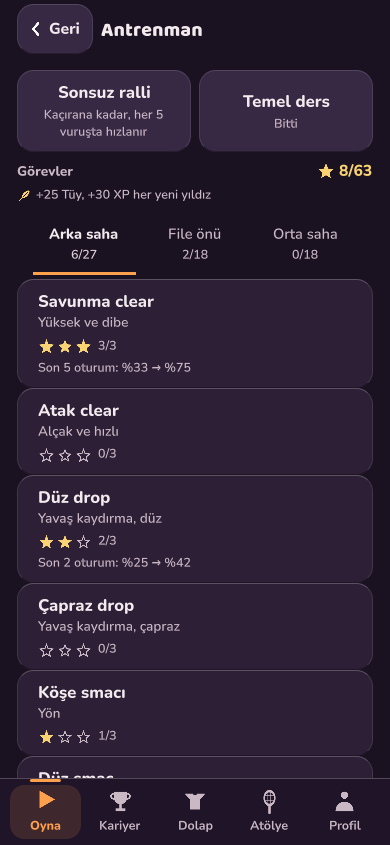 Geri
Antrenman
Sonsuz ralli
Kaçırana kadar, her 5
vuruşta hızlanır
Temel ders
Bitti
Görevler
8/63
+25 Tüy, +30 XP her yeni yıldız
Arka saha
6/27
File önü
2/18
Orta saha
0/18
Savunma clear
Yüksek ve dibe
3/3
Son 5 oturum: %33 → %75
Atak clear
Alçak ve hızlı
0/3
Düz drop
Yavaş kaydırma, düz
2/3
Son 2 oturum: %25 → %42
Çapraz drop
Yavaş kaydırma, çapraz
0/3
Köşe smacı
Yön
1/3
Düz smaç
Oyna
Kariyer
Dolap
Atölye
Profil